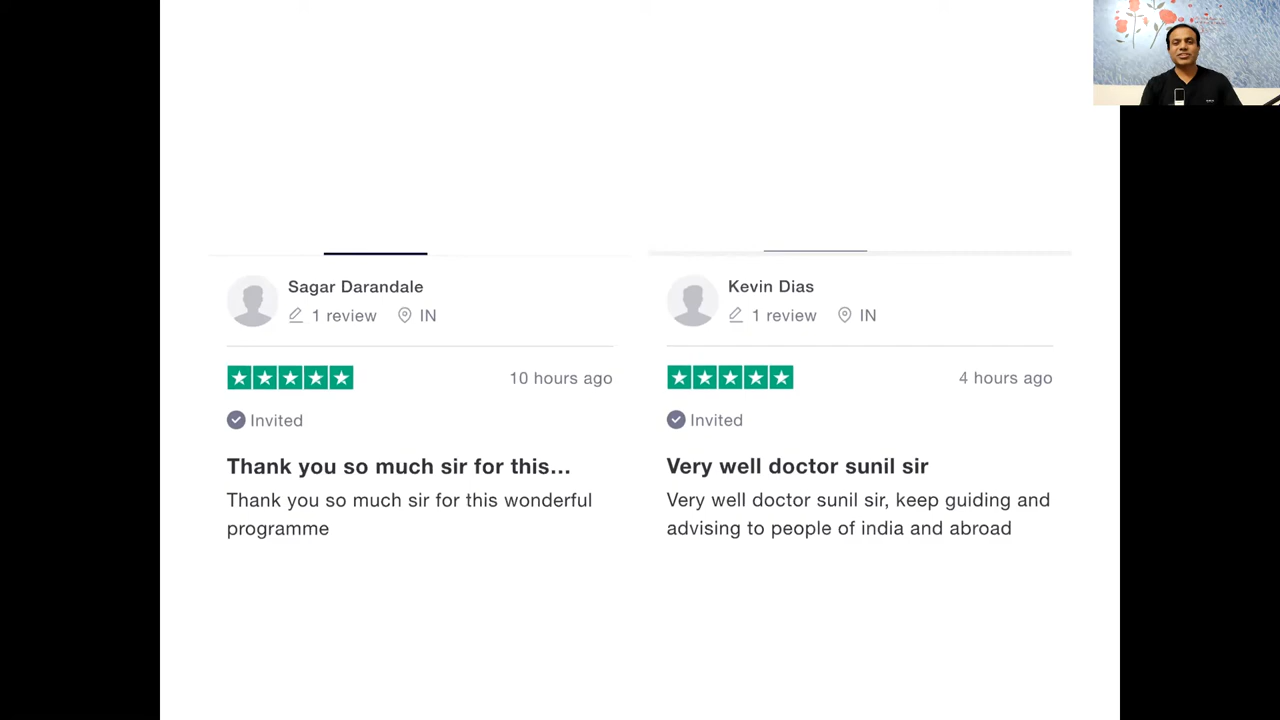 Sagar Darandale
1 review IN
10 hours ago
Invited
Thank you so much sir for this...
Thank you so much sir for this wonderful
programme
Kevin Dias
1 review IN
4 hours ago
Invited
Very well doctor sunil sir
Very well doctor sunil sir, keep guiding and
advising to people of india and abroad